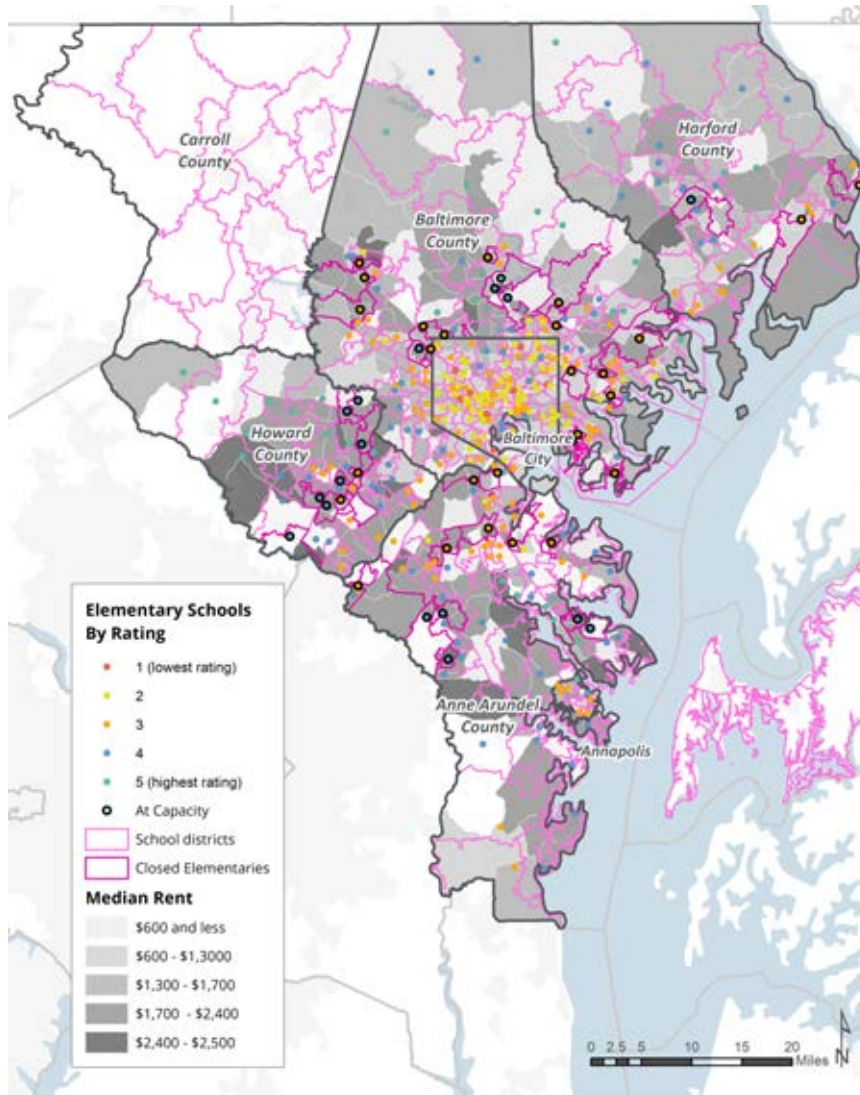 Carroll
County
Harford
County
Baltimore
County
Howard
County
Baltimore
City
Anne Arundel
County
Annapolis
Elementary Schools
By Rating
1 (lowest rating)
2
3
4
5 (highest rating)
At Capacity
School districts
Closed Elementaries
Median Rent
$600 and less
$600 - $1,3000
$1,300 - $1,700
$1,700 - $2,400
$2,400 - $2,500
0 2.5 5 10 15 20
Miles
N